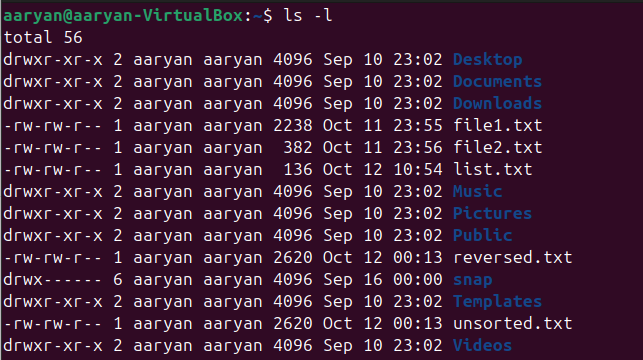 aaryan@aaryan-VirtualBox:~$ ls -l
total 56
drwxr-xr-x 2 aaryan aaryan 4096 Sep 10 23:02 Desktop
drwxr-xr-x 2 aaryan aaryan 4096 Sep 10 23:02 Documents
drwxr-xr-x 2 aaryan aaryan 4096 Sep 10 23:02 Downloads
-rw-rw-r-- 1 aaryan aaryan 2238 Oct 11 23:55 file1.txt
-rw-rw-r-- 1 aaryan aaryan  382 Oct 11 23:56 file2.txt
-rw-rw-r-- 1 aaryan aaryan  136 Oct 12 10:54 list.txt
drwxr-xr-x 2 aaryan aaryan 4096 Sep 10 23:02 Music
drwxr-xr-x 2 aaryan aaryan 4096 Sep 10 23:02 Pictures
drwxr-xr-x 2 aaryan aaryan 4096 Sep 10 23:02 Public
-rw-rw-r-- 1 aaryan aaryan 2620 Oct 12 00:13 reversed.txt
drwx------ 6 aaryan aaryan 4096 Sep 16 00:00 snap
drwxr-xr-x 2 aaryan aaryan 4096 Sep 10 23:02 Templates
-rw-rw-r-- 1 aaryan aaryan 2620 Oct 12 00:13 unsorted.txt
drwxr-xr-x 2 aaryan aaryan 4096 Sep 10 23:02 Videos